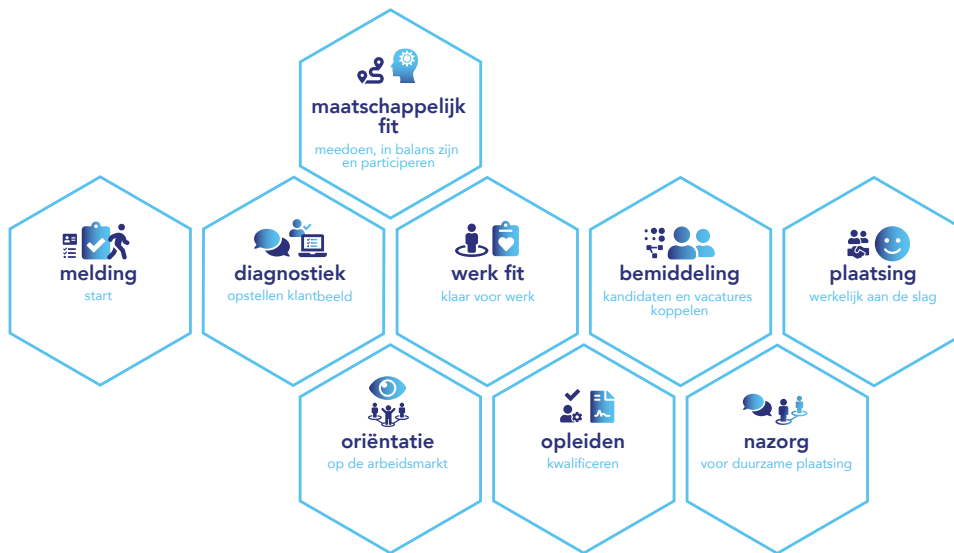 maatschappelijk
fit
meedoen, in balans zijn
en participeren
melding
start
diagnostiek
opstellen klantbeeld
werk fit
klaar voor werk
bemiddeling
kandidaten en vacatures
koppelen
plaatsing
werkelijk aan de slag
oriëntatie
op de arbeidsmarkt
opleiden
kwalificeren
nazorg
voor duurzame plaatsing